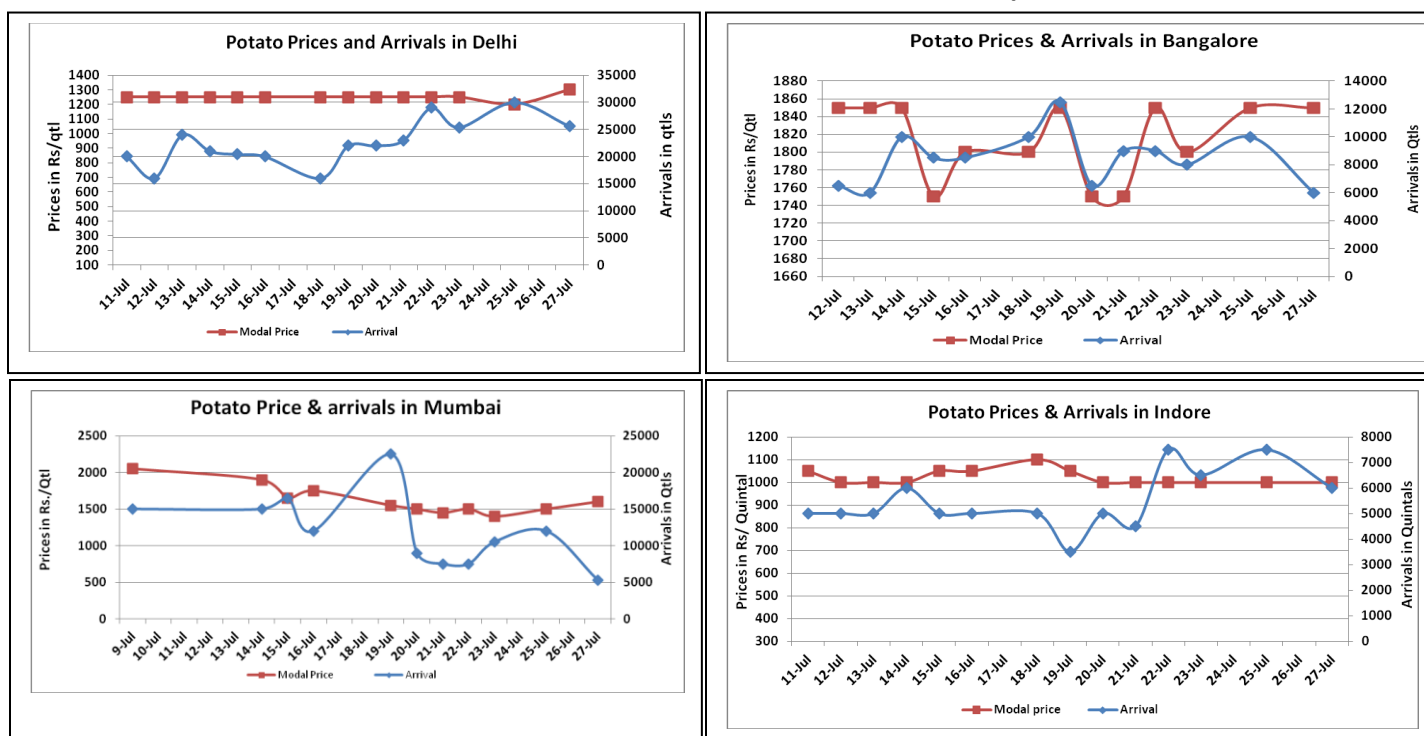 Potato Prices and Arrivals in Delhi
Prices in Rs/qtl
1400
1300
1200
1100
1000
900
800
700
600
500
400
300
200
100
35000
30000
25000
20000
15000
10000
5000
0
Arrivals in qtls
11-Jul
12-Jul
13-Jul
14-Jul
15-Jul
16-Jul
17-Jul
18-Jul
19-Jul
20-Jul
21-Jul
22-Jul
23-Jul
24-Jul
25-Jul
26-Jul
27-Jul
Modal Price Arrival
Potato Prices & Arrivals in Bangalore
Prices in Rs/Qtl
1880
1860
1840
1820
1800
1780
1760
1740
1720
1700
1680
1660
14000
12000
10000
8000
6000
4000
2000
0
Arrivals in Qtls
12-Jul
13-Jul
14-Jul
15-Jul
16-Jul
17-Jul
18-Jul
19-Jul
20-Jul
21-Jul
22-Jul
23-Jul
24-Jul
25-Jul
26-Jul
27-Jul
Modal Price Arrival
Potato Price & arrivals in Mumbai
Prices in Rs./Qtl
2500
2000
1500
1000
500
0
25000
20000
15000
10000
5000
0
Arrivals in Qtls
9-Jul
10-Jul
11-Jul
12-Jul
13-Jul
14-Jul
15-Jul
16-Jul
17-Jul
18-Jul
19-Jul
20-Jul
21-Jul
22-Jul
23-Jul
24-Jul
25-Jul
26-Jul
27-Jul
Modal Price Arrival
Potato Prices & Arrivals in Indore
Prices in Rs/ Quintal
1200
1100
1000
900
800
700
600
500
400
300
8000
7000
6000
5000
4000
3000
2000
1000
0
Arrivals in Quintals
11-Jul
12-Jul
13-Jul
14-Jul
15-Jul
16-Jul
17-Jul
18-Jul
19-Jul
20-Jul
21-Jul
22-Jul
23-Jul
24-Jul
25-Jul
26-Jul
27-Jul
Modal price Arrival